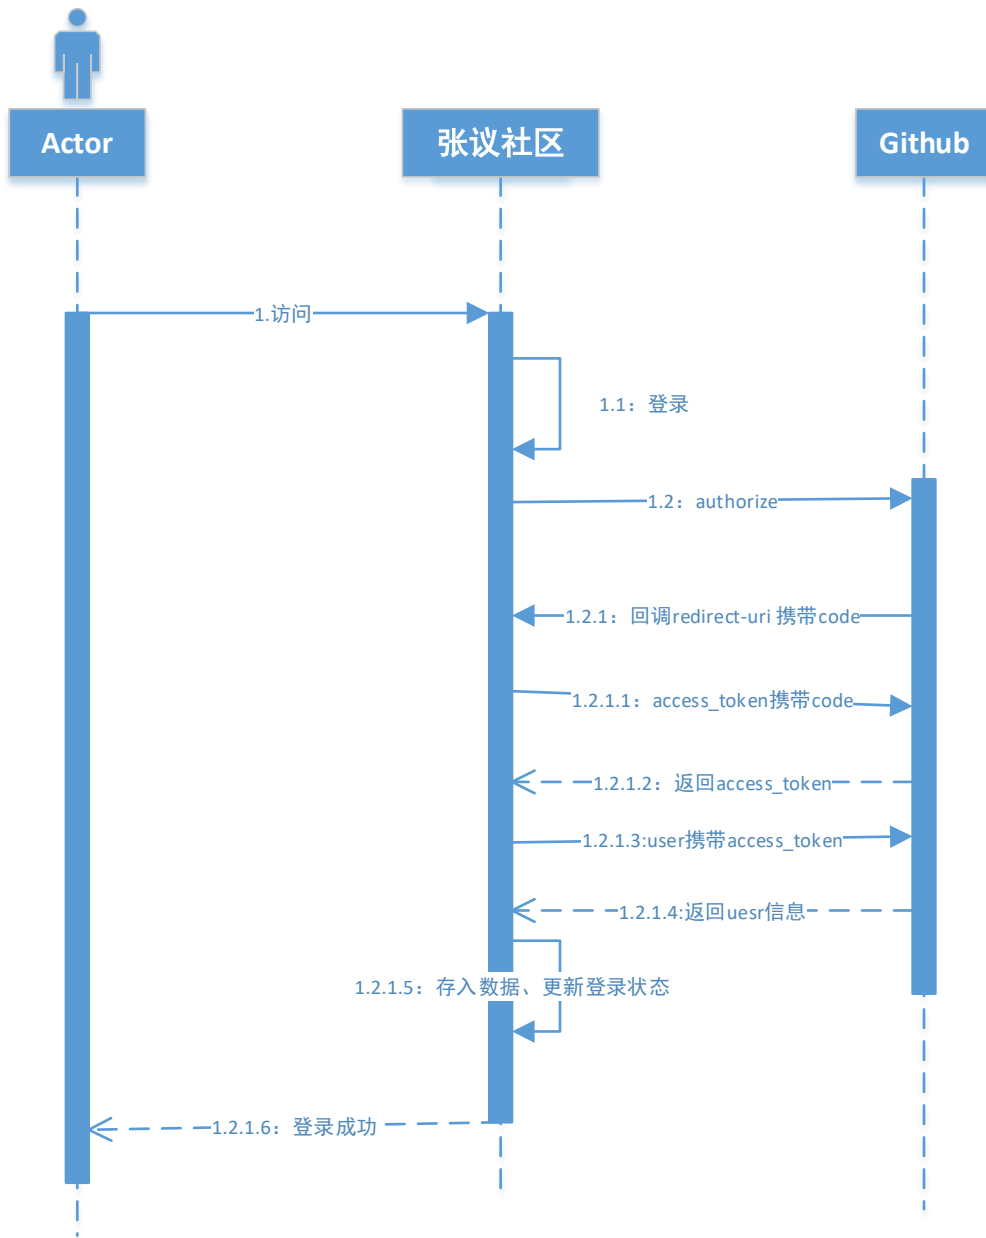 Actor
张议社区
Github
1.访问
1.1：登录
1.2：authorize
1.2.1：回调redirect-uri 携带code
1.2.1.1：access_token携带code
1.2.1.2：返回access_token
1.2.1.3:user携带access_token
1.2.1.4:返回uesr信息
1.2.1.5：存入数据、更新登录状态
1.2.1.6：登录成功